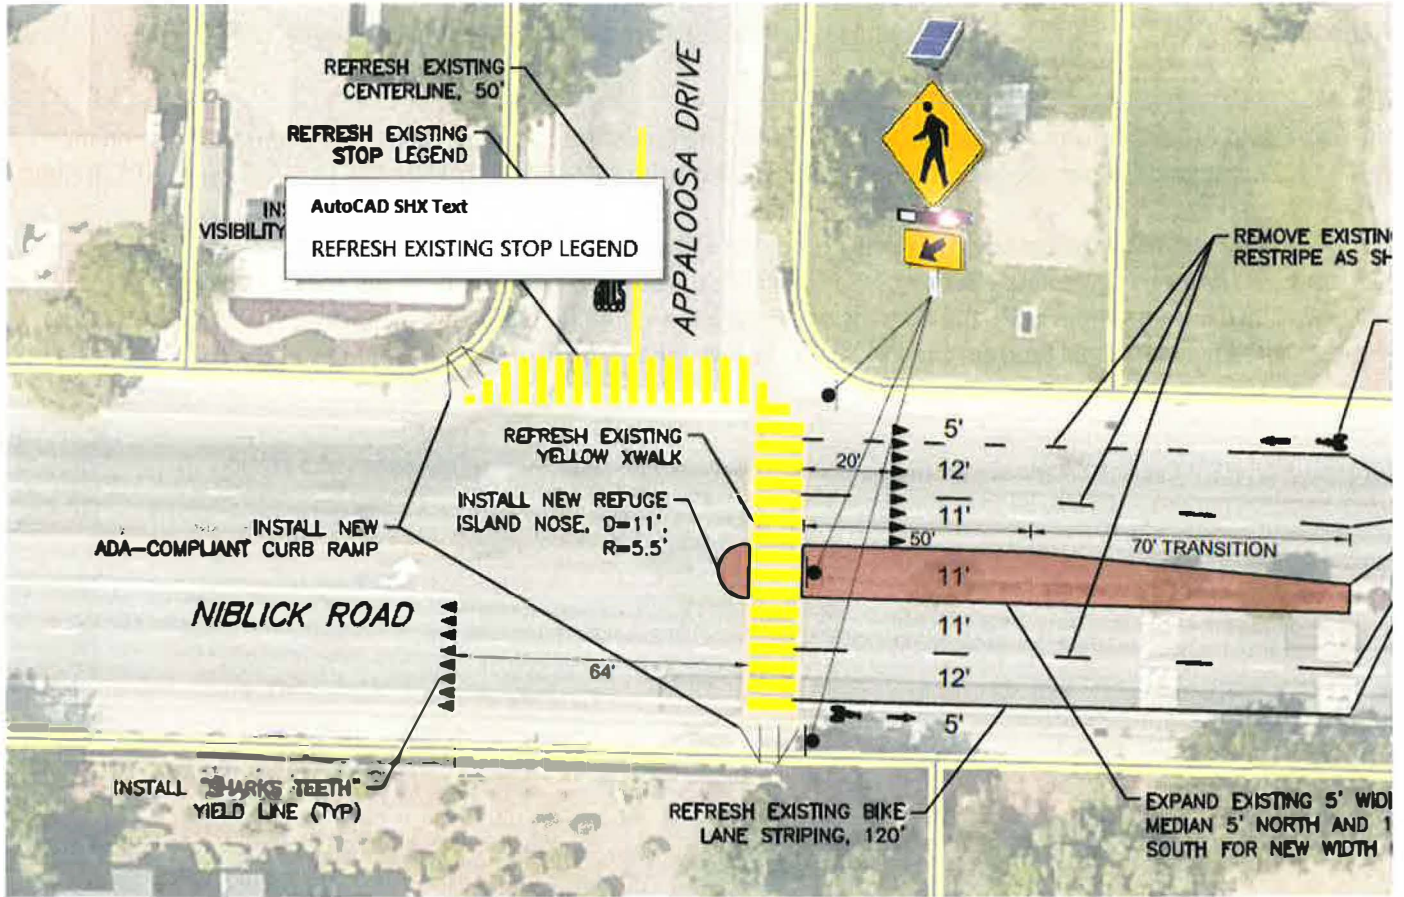 REFRESH EXISTING
CENTERLINE, 50'
REFRESH EXISTING
STOP LEGEND
VISIBILITY
AutoCAD SHX Text
REFRESH EXISTING STOP LEGEND
APPALOOSA DRIVE
REMOVE EXISTIN
RESTRIPE AS SH
REFRESH EXISTING
YELLOW XWALK
INSTALL NEW REFUGE
ISLAND NOSE, D=11',
R=5.5'
INSTALL NEW
ADA-COMPLIANT CURB RAMP
5'
20'
12'
11'
50'
70' TRANSITION
11'
NIBLICK ROAD
11'
64'
12'
5'
INSTALL "SHARKS TEETH"
YIELD LINE (TYP)
REFRESH EXISTING BIKE
LANE STRIPING, 120'
EXPAND EXISTING 5' WID
MEDIAN 5' NORTH AND 1
SOUTH FOR NEW WIDTH